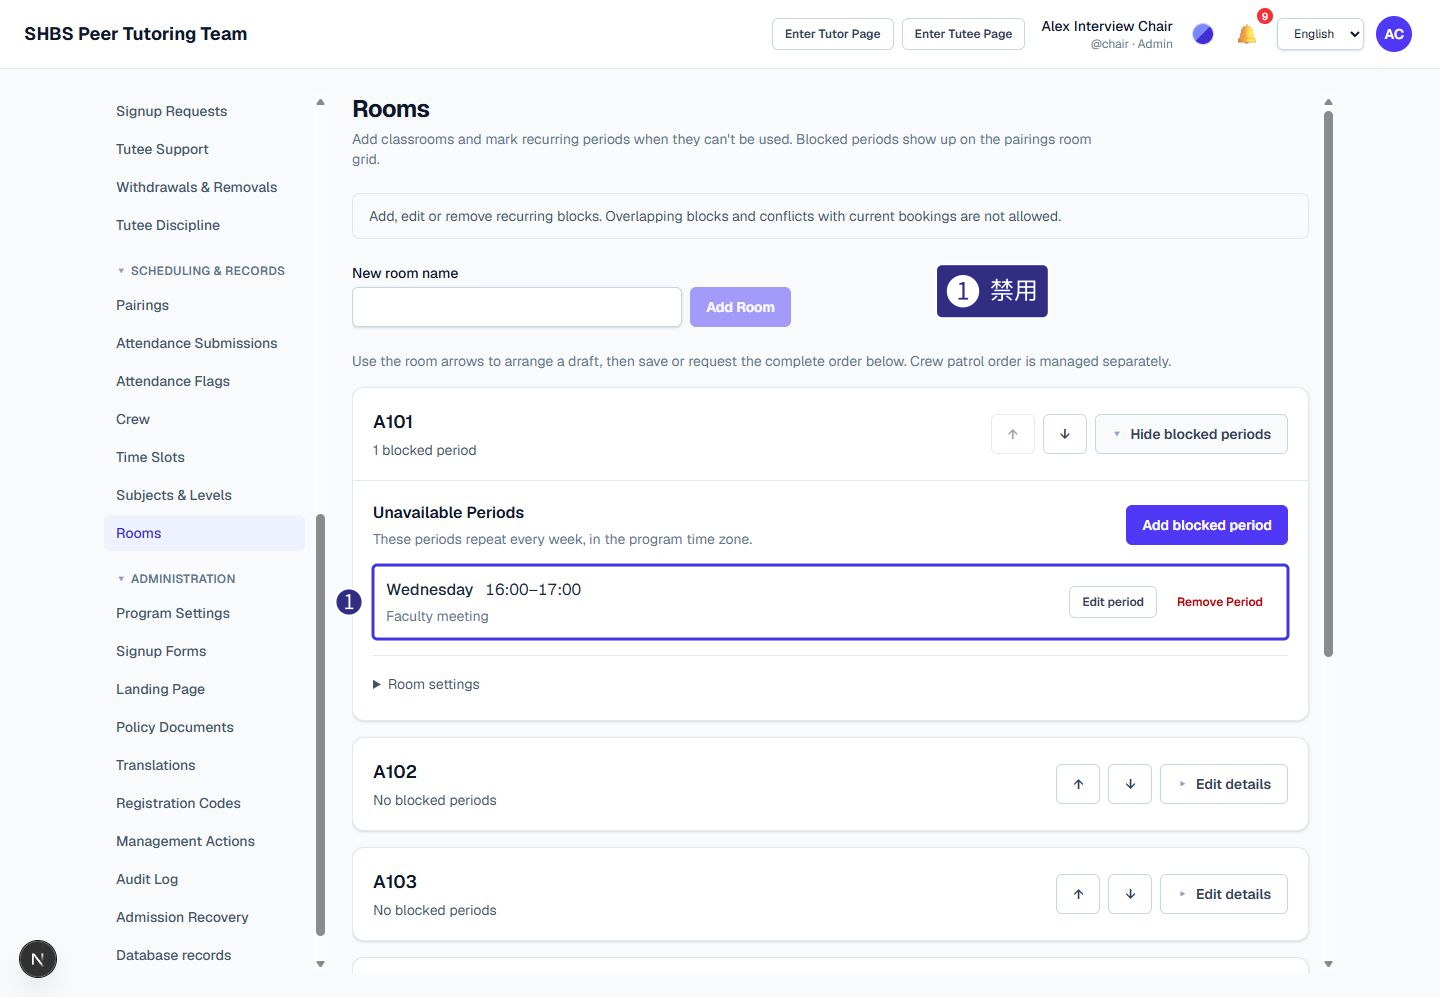 SHBS Peer Tutoring Team
Enter Tutor Page
Enter Tutee Page
Alex Interview Chair
@chair · Admin
9
English
AC
Signup Requests
Tutee Support
Withdrawals & Removals
Tutee Discipline
SCHEDULING & RECORDS
Pairings
Attendance Submissions
Attendance Flags
Crew
Time Slots
Subjects & Levels
Rooms
ADMINISTRATION
Program Settings
Signup Forms
Landing Page
Policy Documents
Translations
Registration Codes
Management Actions
Audit Log
Admission Recovery
Database records
N
Rooms
Add classrooms and mark recurring periods when they can't be used. Blocked periods show up on the pairings room
grid.
Add, edit or remove recurring blocks. Overlapping blocks and conflicts with current bookings are not allowed.
New room name
Add Room
1 禁用
Use the room arrows to arrange a draft, then save or request the complete order below. Crew patrol order is managed separately.
A101
1 blocked period
↑ ↓ Hide blocked periods
Unavailable Periods
These periods repeat every week, in the program time zone.
Add blocked period
1
Wednesday 16:00–17:00
Faculty meeting
Edit period
Remove Period
Room settings
A102
No blocked periods
↑ ↓ Edit details
A103
No blocked periods
↑ ↓ Edit details